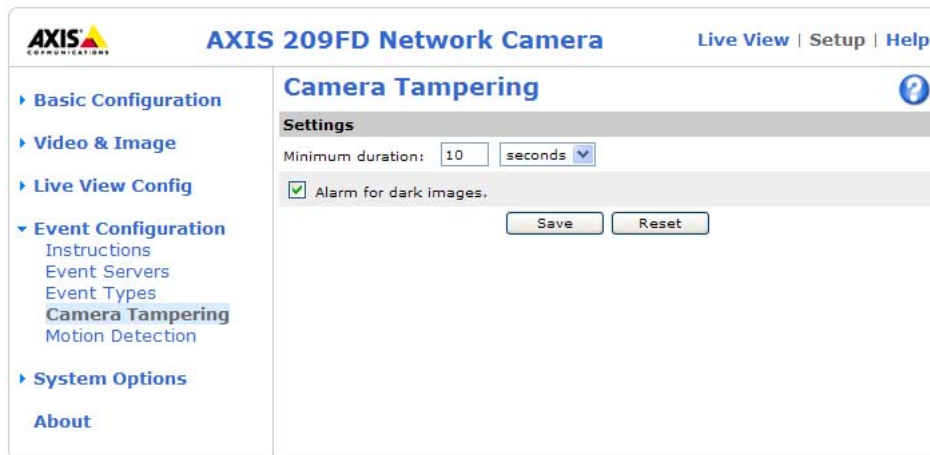 AXIS
COMMUNICATIONS
AXIS 209FD Network Camera
Live View | Setup | Help
Basic Configuration
Video & Image
Live View Config
Event Configuration
Instructions
Event Servers
Event Types
Camera Tampering
Motion Detection
System Options
About
Camera Tampering
?
Settings
Minimum duration: 10 seconds
Alarm for dark images.
Save Reset